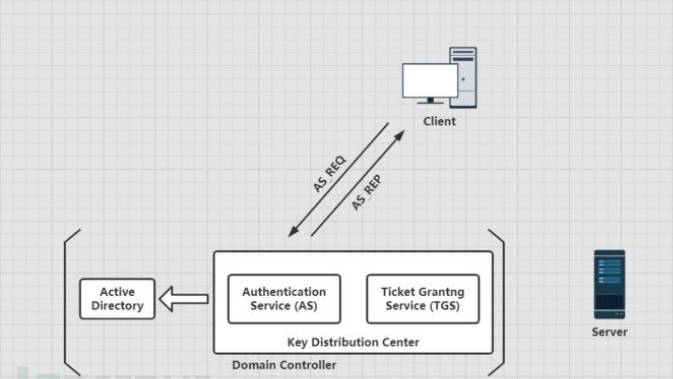 Client
AS_REQ
AS_REP
Active
Directory
Authentication
Service (AS)
Ticket Grantng
Service (TGS)
Key Distribution Center
Domain Controller
Server